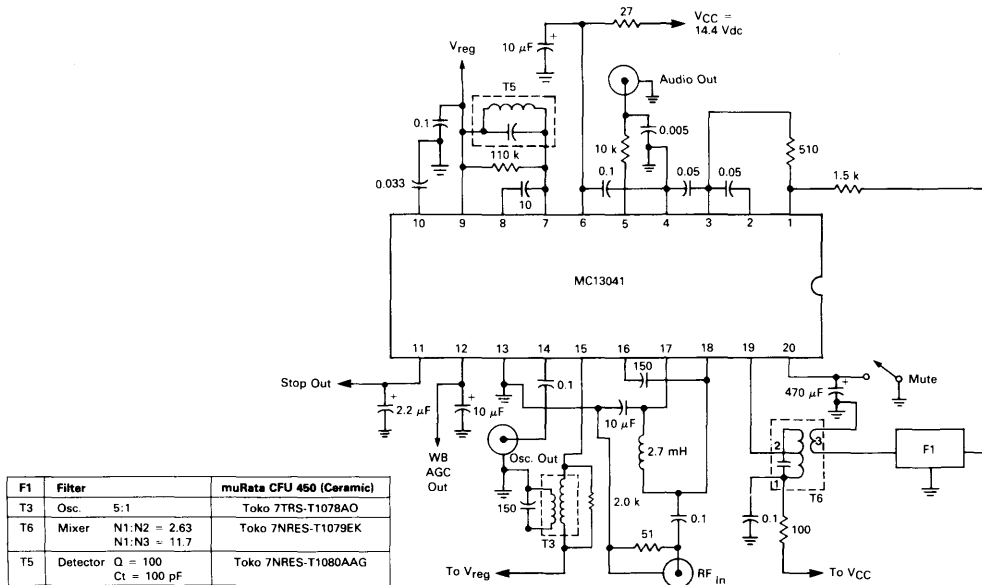 27
VCC =
14.4 Vdc
10 µF
+
Vreg
Audio Out
T5
0.1
0.005
510
10 k
110 k
1.5 k
0.033
0.1
0.05
0.05
10
10 9 8 7 6 5 4 3 2 1
MC13041
11 12 13 14 15 16 17 18 19 20
150
Mute
Stop Out
0.1
470 µF
+
+
2.2 µF
+
10 µF
10 µF
2
3
F1
2.7 mH
WB
AGC
Out
Osc. Out
L1
T6
150
2.0 k
0.1
0.1
100
51
T3
To Vreg
RF in
To VCC
F1 Filter muRata CFU 450 (Ceramic)
T3 Osc. 5:1 Toko 7TRS-T1078AO
T6 Mixer N1:N2 = 2.63 Toko 7NRES-T1079EK
N1:N3 = 11.7
T5 Detector Q = 100 Toko 7NRES-T1080AAG
Ct = 100 pF